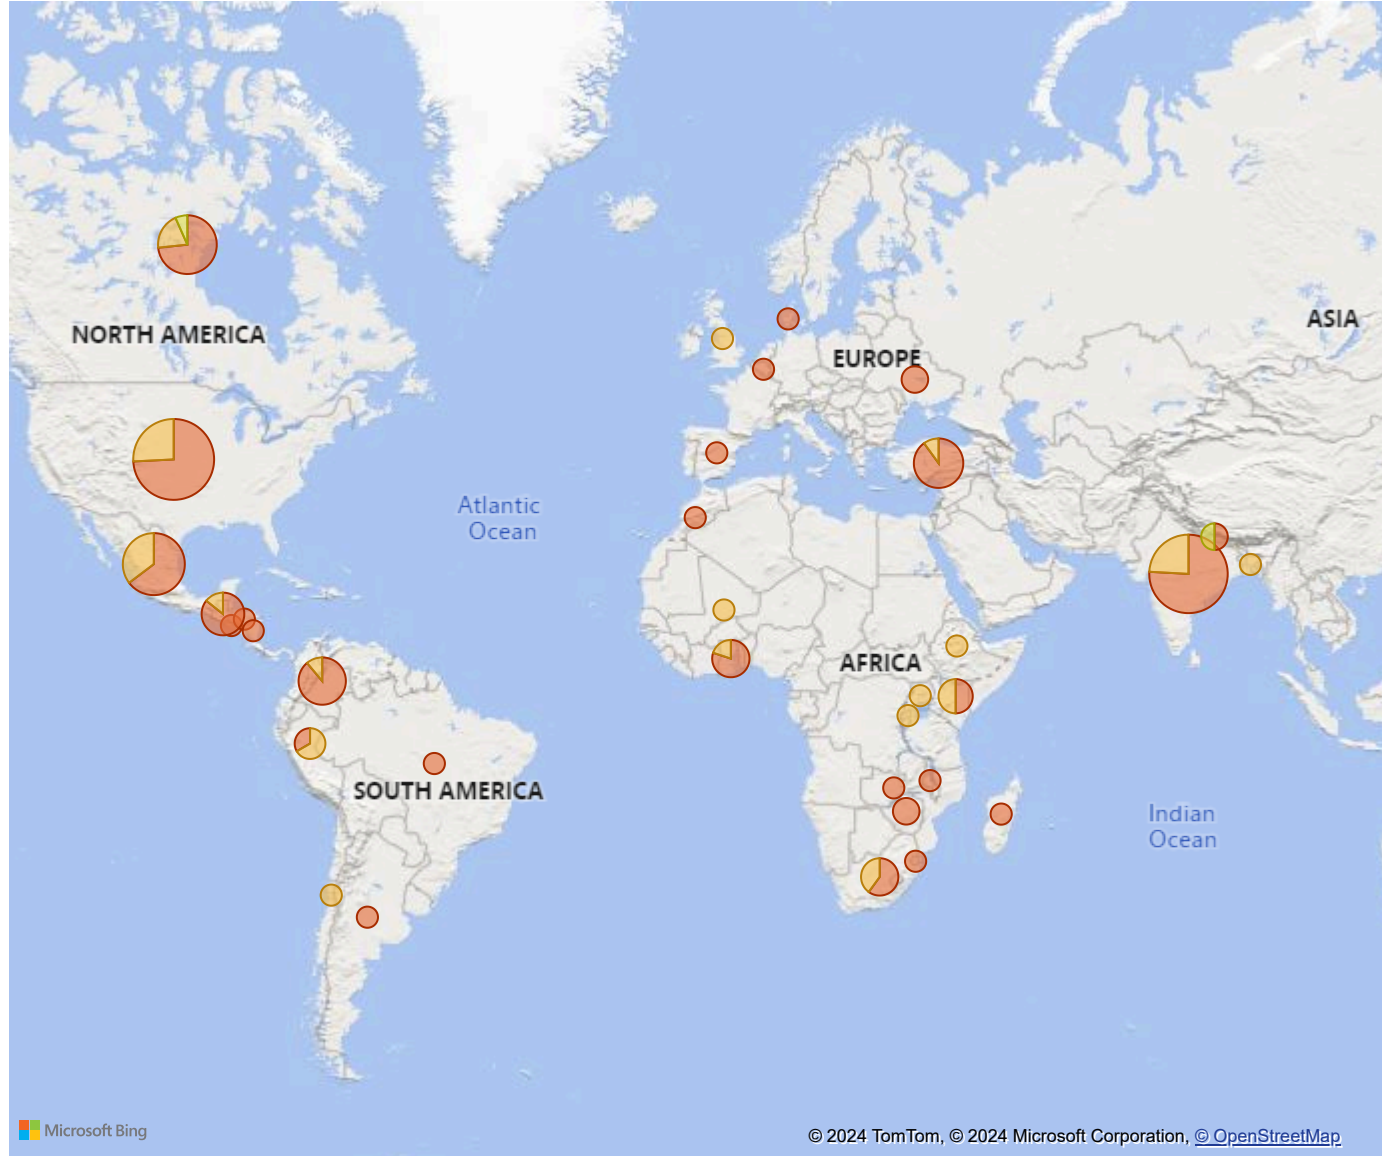 NORTH AMERICA
ASIA
EUROPE
Atlantic
Ocean
AFRICA
SOUTH AMERICA
Indian
Ocean
Microsoft Bing
© 2024 TomTom, © 2024 Microsoft Corporation, © OpenStreetMap